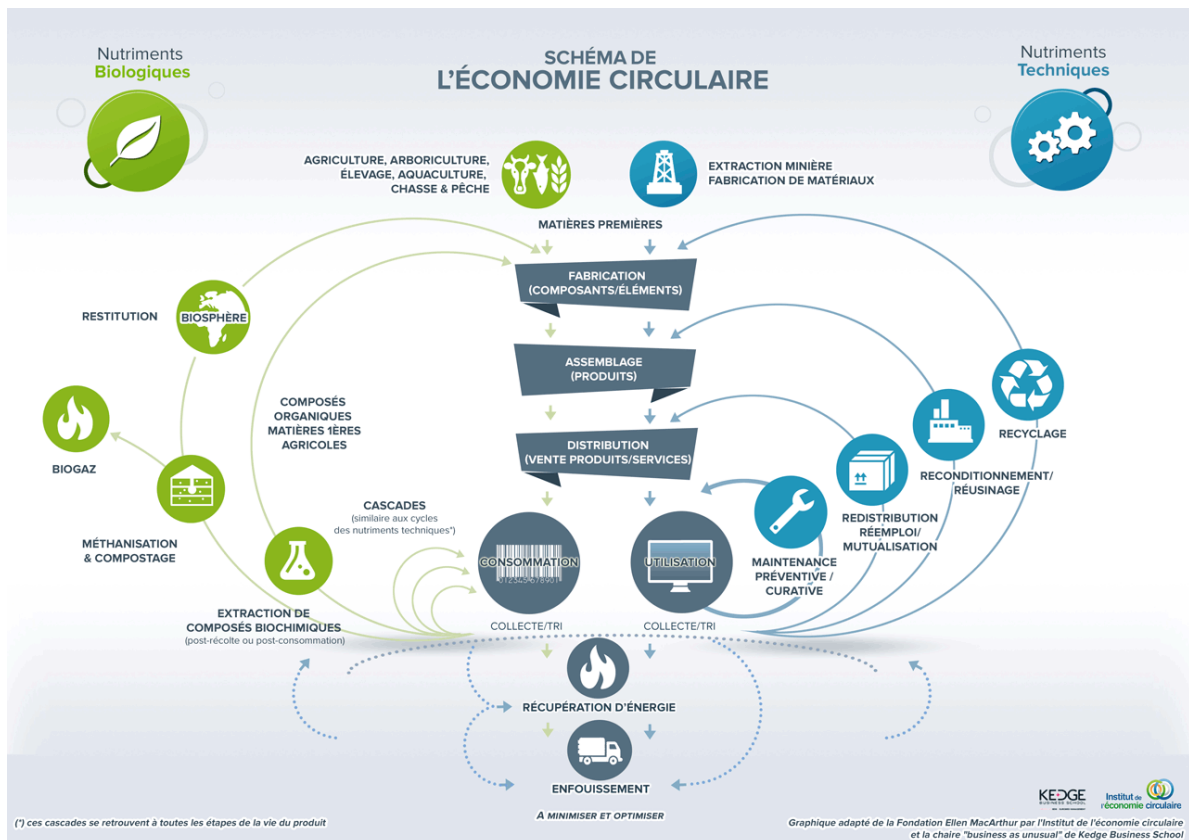 Nutriments
Biologiques
SCHÉMA DE
L'ÉCONOMIE CIRCULAIRE
Nutriments
Techniques
AGRICULTURE, ARBORICULTURE,
ÉLEVAGE, AQUACULTURE,
CHASSE & PÊCHE
EXTRACTION MINIÈRE
FABRICATION DE MATÉRIAUX
MATIÈRES PREMIÈRES
FABRICATION
(COMPOSANTS/ÉLÉMENTS)
RESTITUTION
BIOSPHÈRE
ASSEMBLAGE
(PRODUITS)
COMPOSÉS
ORGANIQUES
MATIÈRES 1ÈRES
AGRICOLES
RECYCLAGE
DISTRIBUTION
(VENTE PRODUITS/SERVICES)
BIOGAZ
RECONDITIONNEMENT/
RÉUSINAGE
CASCADES
(similaire aux cycles
des nutriments techniques*)
REDISTRIBUTION
RÉEMPLOI/
MUTUALISATION
MÉTHANISATION
& COMPOSTAGE
CONSOMMATION
012345678901
UTILISATION
MAINTENANCE
PRÉVENTIVE /
CURATIVE
EXTRACTION DE
COMPOSÉS BIOCHIMIQUES
(post-récolte ou post-consommation)
COLLECTE/TRI
COLLECTE/TRI
RÉCUPÉRATION D'ÉNERGIE
ENFOUISSEMENT
A MINIMISER ET OPTIMISER
KEDGE
BUSINESS SCHOOL
Institut de
l'économie circulaire
(*) ces cascades se retrouvent à toutes les étapes de la vie du produit
Graphique adapté de la Fondation Ellen MacArthur par l'Institut de l'économie circulaire
et la chaire "business as unusual" de Kedge Business School